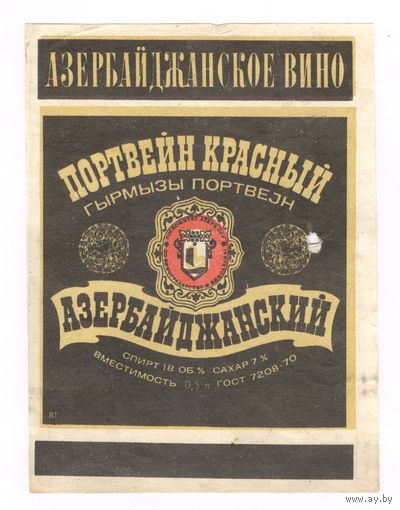 АЗЕРБАЙДЖАНСКОЕ ВИНО
ПОРТВЕЙН КРАСНЫЙ
ГЫРМЫЗЫ ПОРТВЕЈН
АЗЕРБАЙДЖАНСКИЙ
СПИРТ 18 ОБ.% САХАР 7%
ВМЕСТИМОСТЬ 0,5 л ГОСТ 7208-70
81
www.ay.by